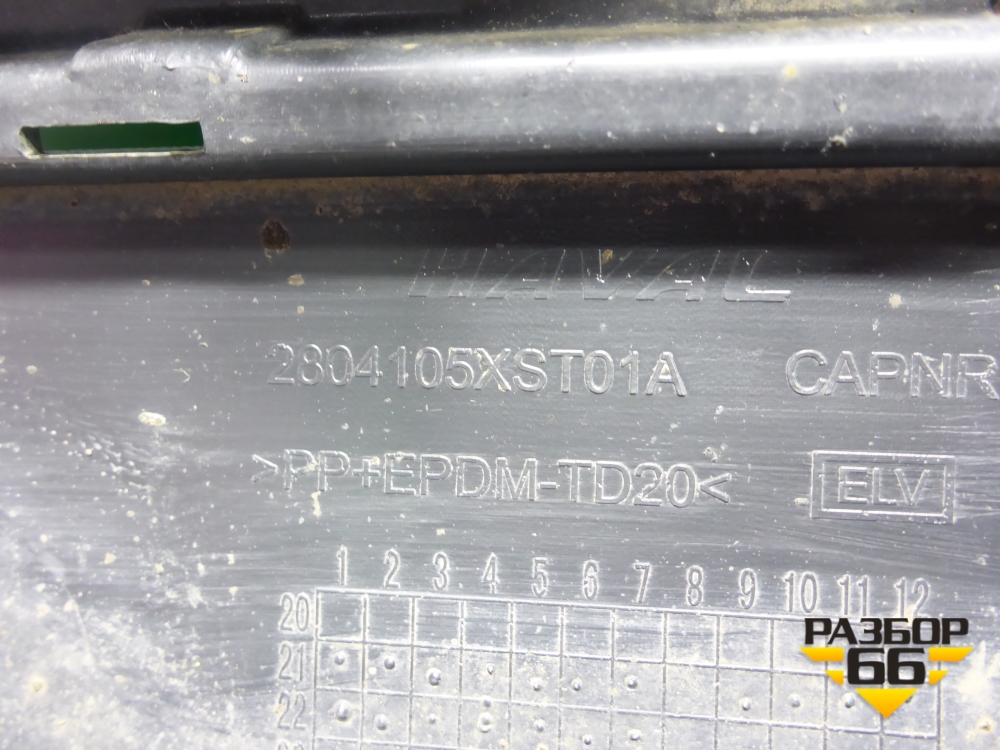 HAVAL
2804105XST01A CAPNR
>PP+EPDM-TD20< ELV
1 2 3 4 5 6 7 8 9 10 11 12
20
21
22
РАЗБОР
66